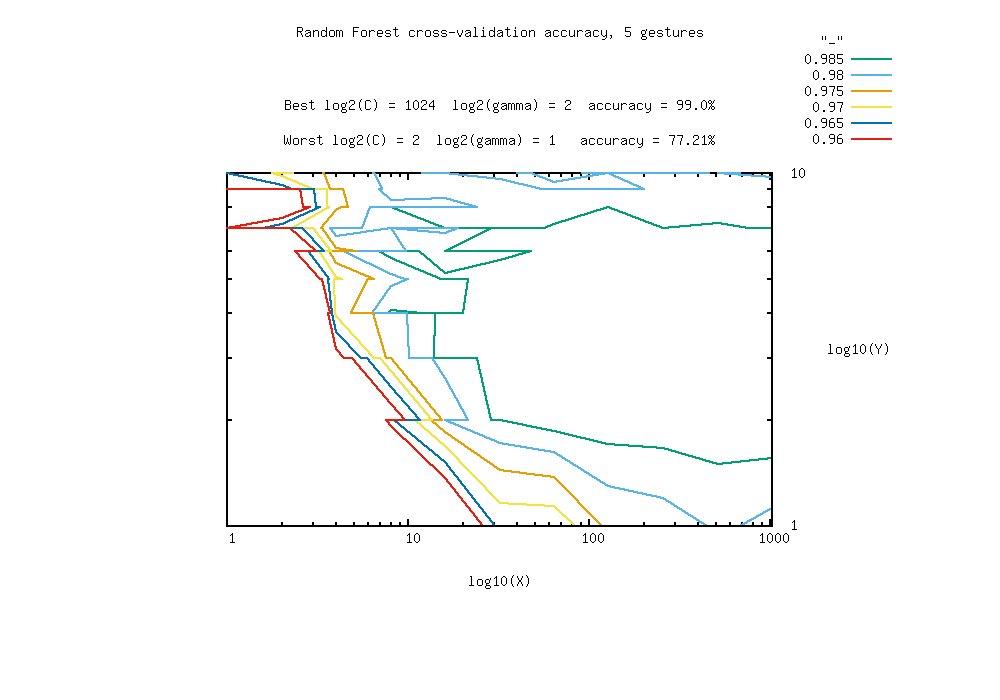 Random Forest cross-validation accuracy, 5 gestures
"_"
0.985
0.98
0.975
0.97
0.965
0.96
Best log2(C) = 1024  log2(gamma) = 2  accuracy = 99.0%
Worst log2(C) = 2  log2(gamma) = 1   accuracy = 77.21%
10
log10(Y)
1
1 10 100 1000
log10(X)